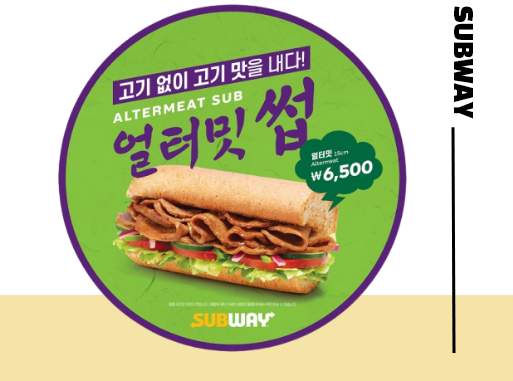 고기 없이 고기 맛을 내다!
ALTERMEAT SUB
얼터밋 썹
얼터밋 15cm
Altermeat
₩6,500
SUBWAY
SUBWAY